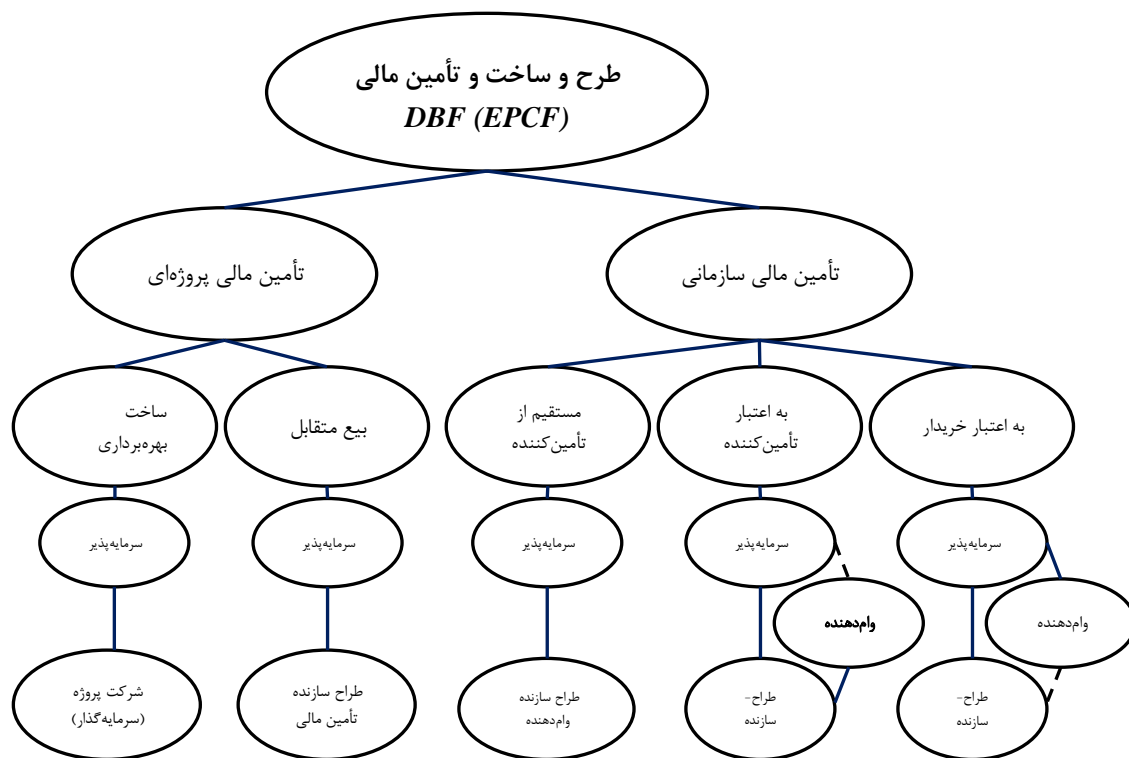 طرح و ساخت و تأمین مالی
DBF (EPCF)
تأمین مالی سازمانی
تأمین مالی پروژه‌ای
به اعتبار خریدار
به اعتبار
تأمین‌کننده
مستقیم از
تأمین‌کننده
بیع متقابل
ساخت
بهره‌برداری
سرمایه‌پذیر
سرمایه‌پذیر
سرمایه‌پذیر
سرمایه‌پذیر
سرمایه‌پذیر
وام‌دهنده
وام‌دهنده
طراح-
سازنده
طراح-
سازنده
طراح سازنده
وام‌دهنده
طراح سازنده
تأمین مالی
شرکت پروژه
(سرمایه‌گذار)